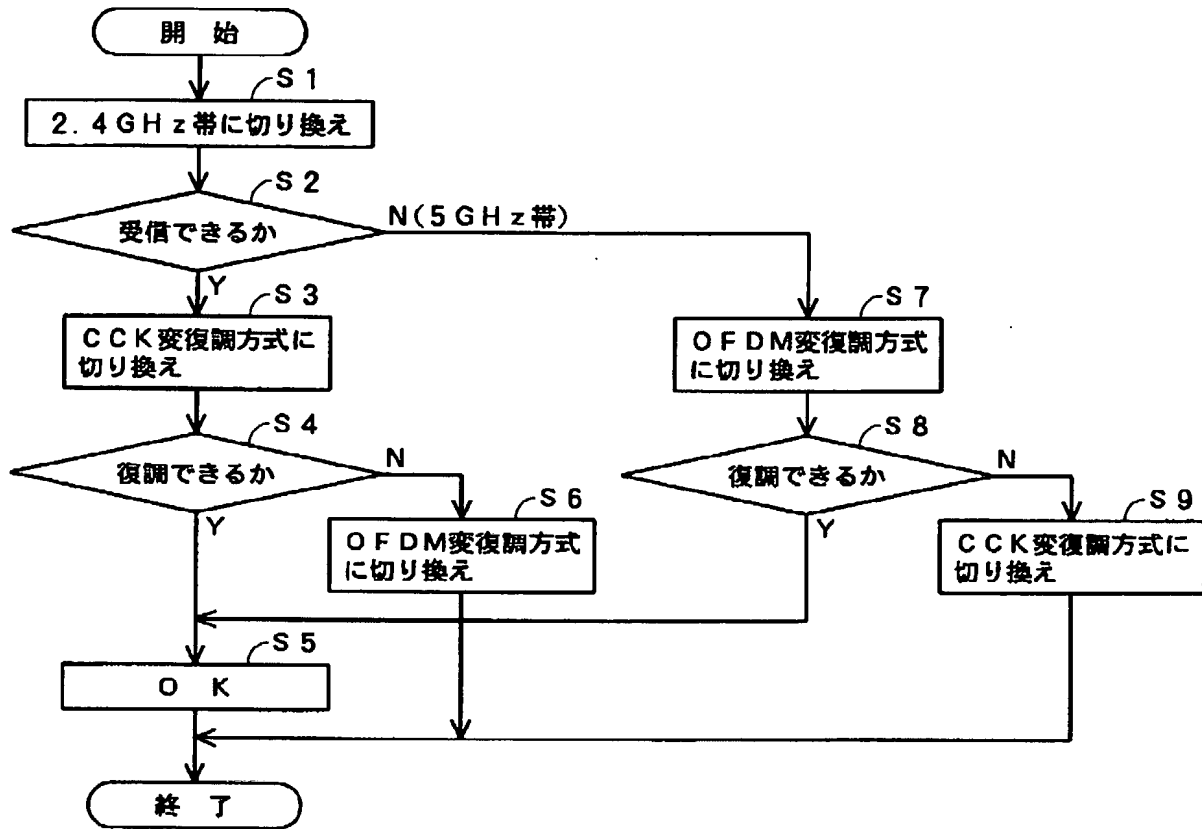 開 始
S1
2.4GHz帯に切り換え
S2
受信できるか
N(5GHz帯)
Y
S3
CCK変復調方式に
切り換え
S7
OFDM変復調方式
に切り換え
S4
復調できるか
N
Y
S8
復調できるか
N
Y
S6
OFDM変復調方式
に切り換え
S9
CCK変復調方式に
切り換え
S5
O K
終 了